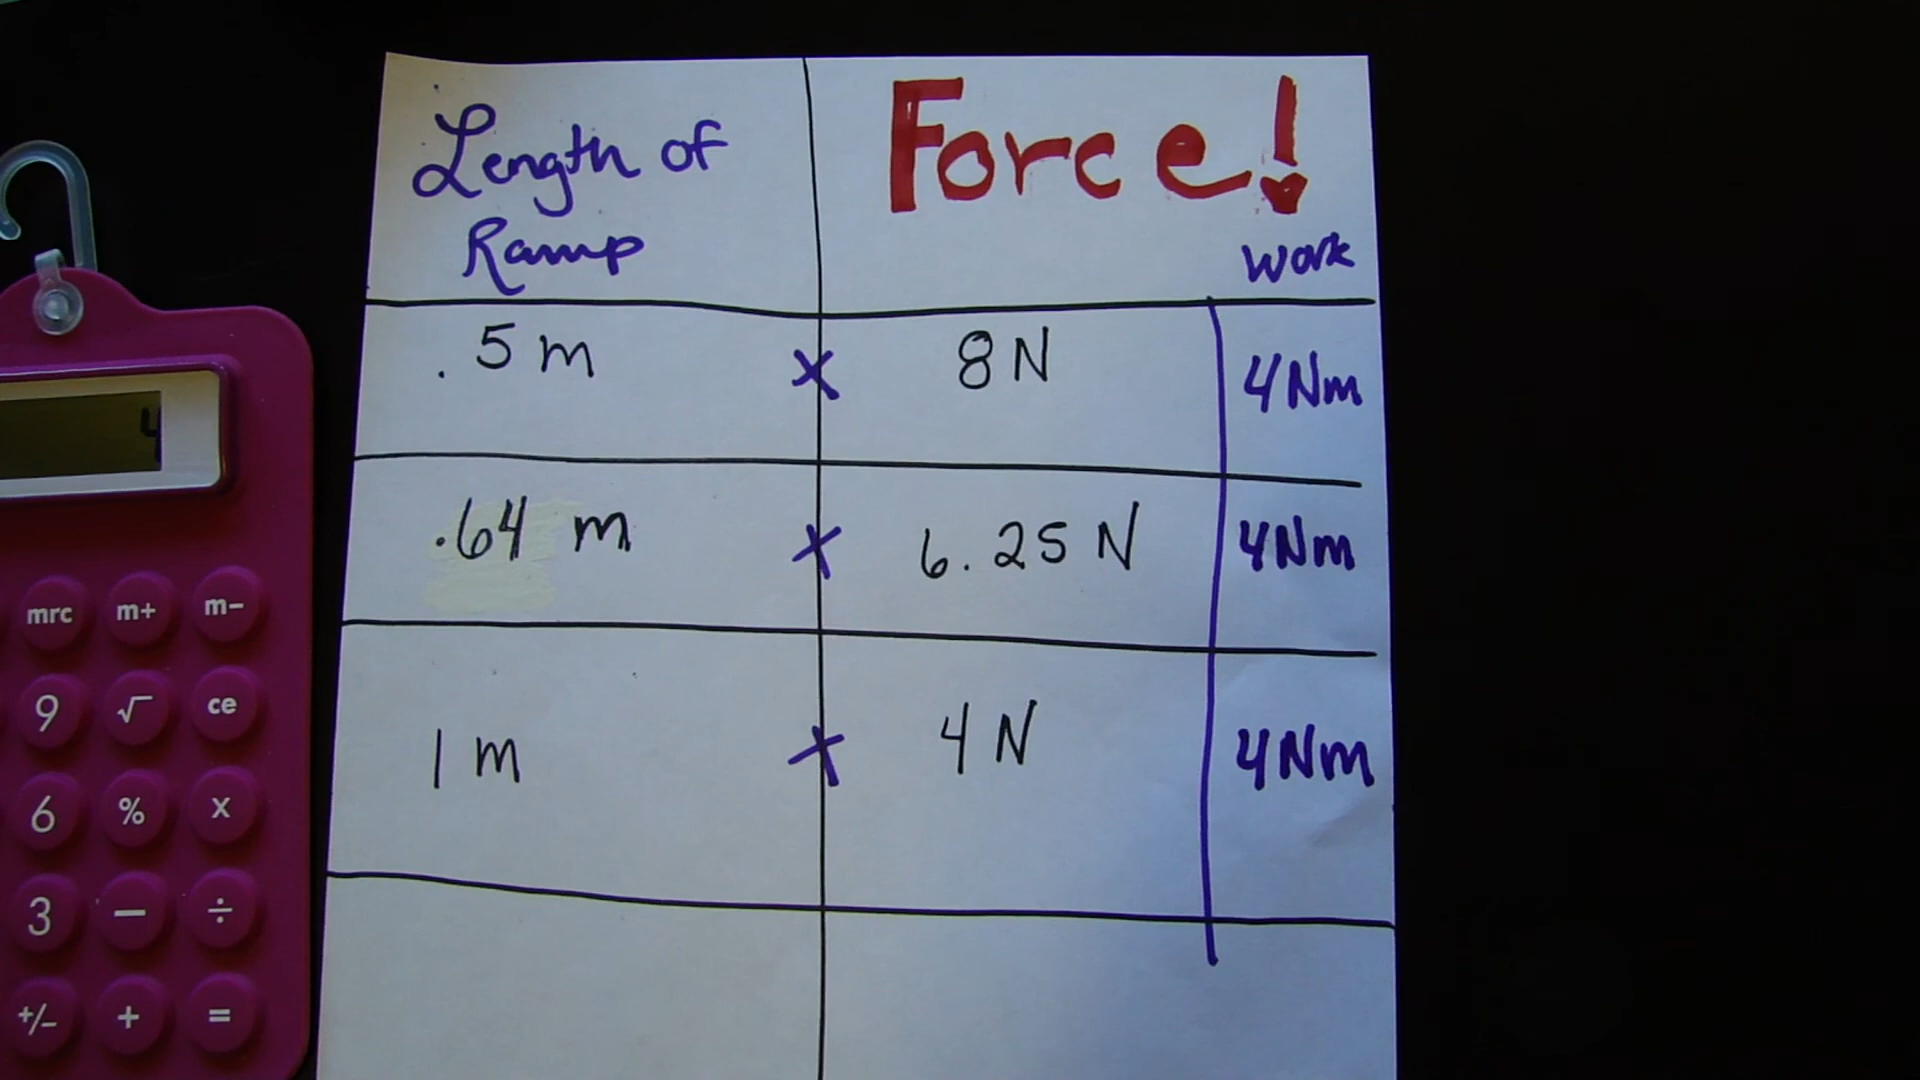 Length of
Ramp
Force!
Work
.5 m x 8 N 4Nm
.64 m x 6.25 N 4Nm
1 m x 4 N 4Nm
4
mrc m+ m−
9 √ ce
6 % x
3 − ÷
+/− + =